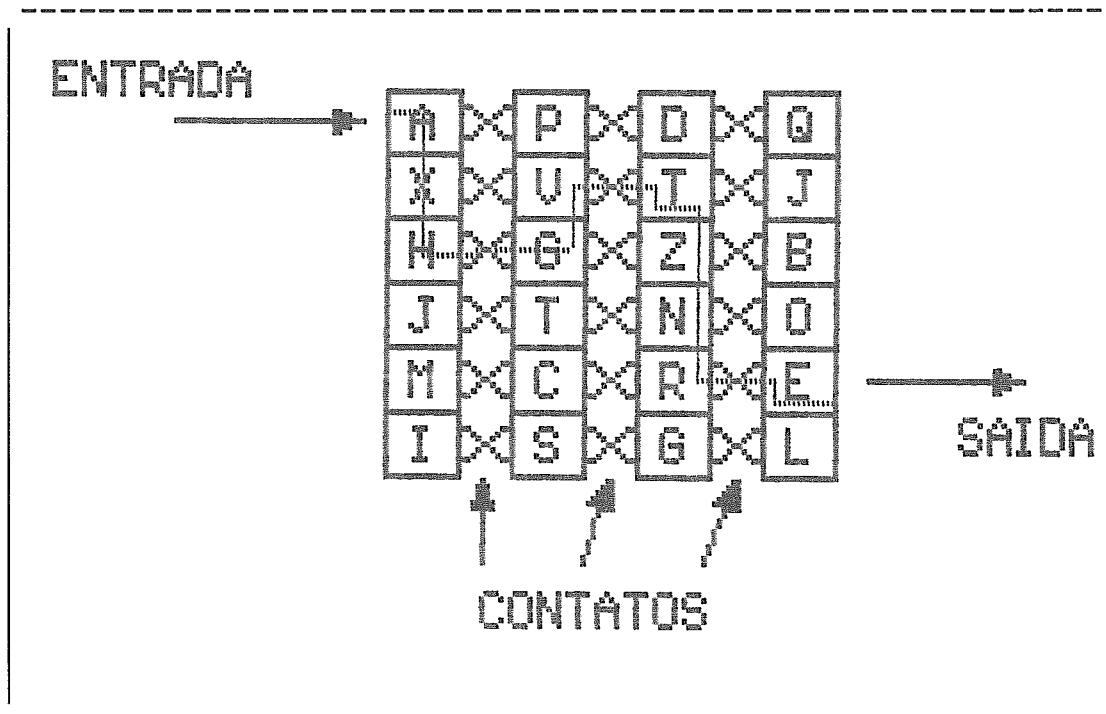 ENTRADA
A P D Q
X V I J
H G Z B
J T N O
M C R E
I S G L
SAIDA
CONTATOS